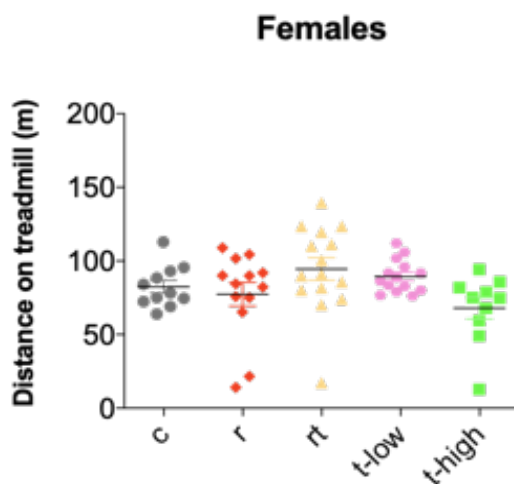 Females
Distance on treadmill (m)
200
150
100
50
0
c
r
rt
t-low
t-high